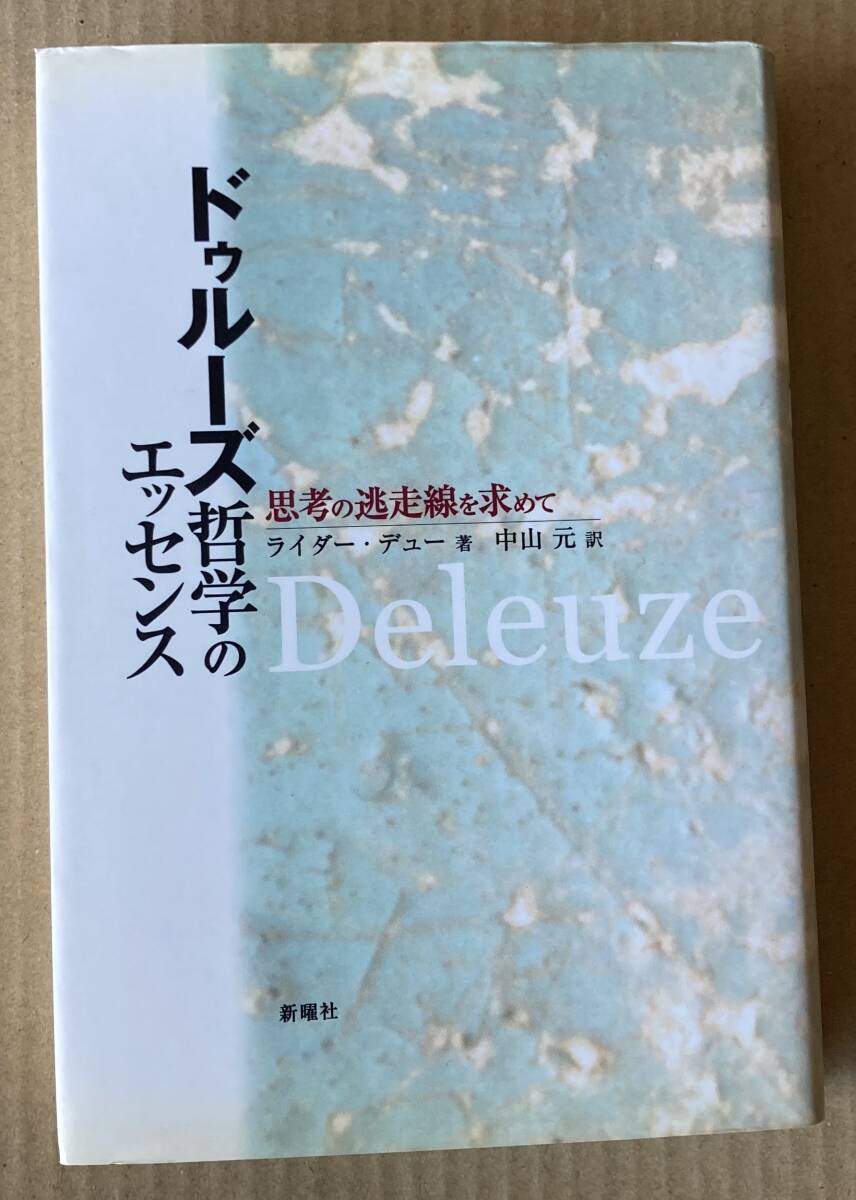 ドゥルーズ哲学の
エッセンス
思考の逃走線を求めて
ライダー・デュー 著 中山 元 訳
Deleuze
新曜社